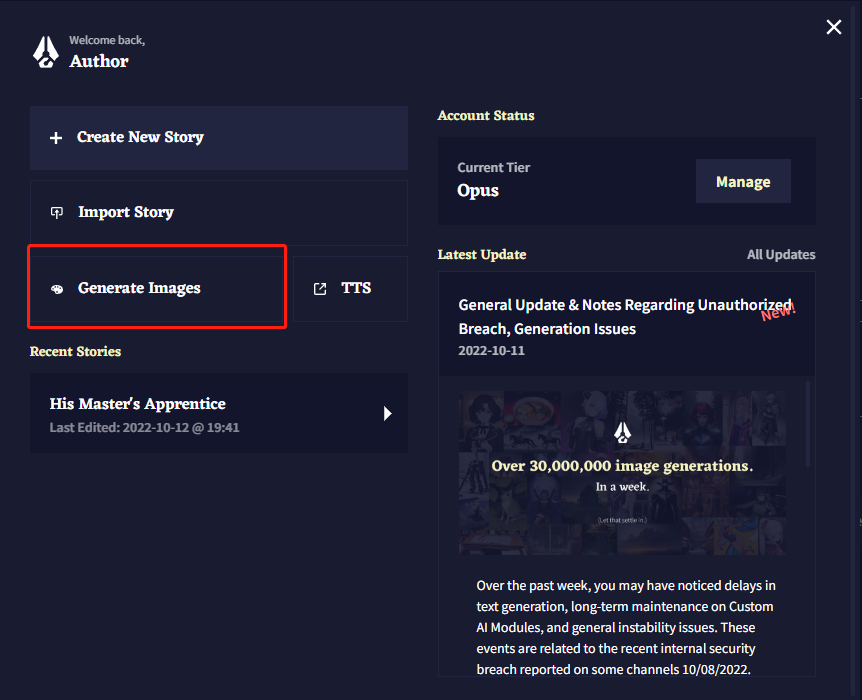 Welcome back,
Author
Create New Story
Import Story
Generate Images
TTS
Recent Stories
His Master's Apprentice
Last Edited: 2022-10-12 @ 19:41
Account Status
Current Tier
Opus
Manage
Latest Update
All Updates
General Update & Notes Regarding Unauthorized
Breach, Generation Issues
New!
2022-10-11
Over 30,000,000 image generations.
In a week.
(Let that settle in.)
Over the past week, you may have noticed delays in
text generation, long-term maintenance on Custom
AI Modules, and general instability issues. These
events are related to the recent internal security
breach reported on some channels 10/08/2022.